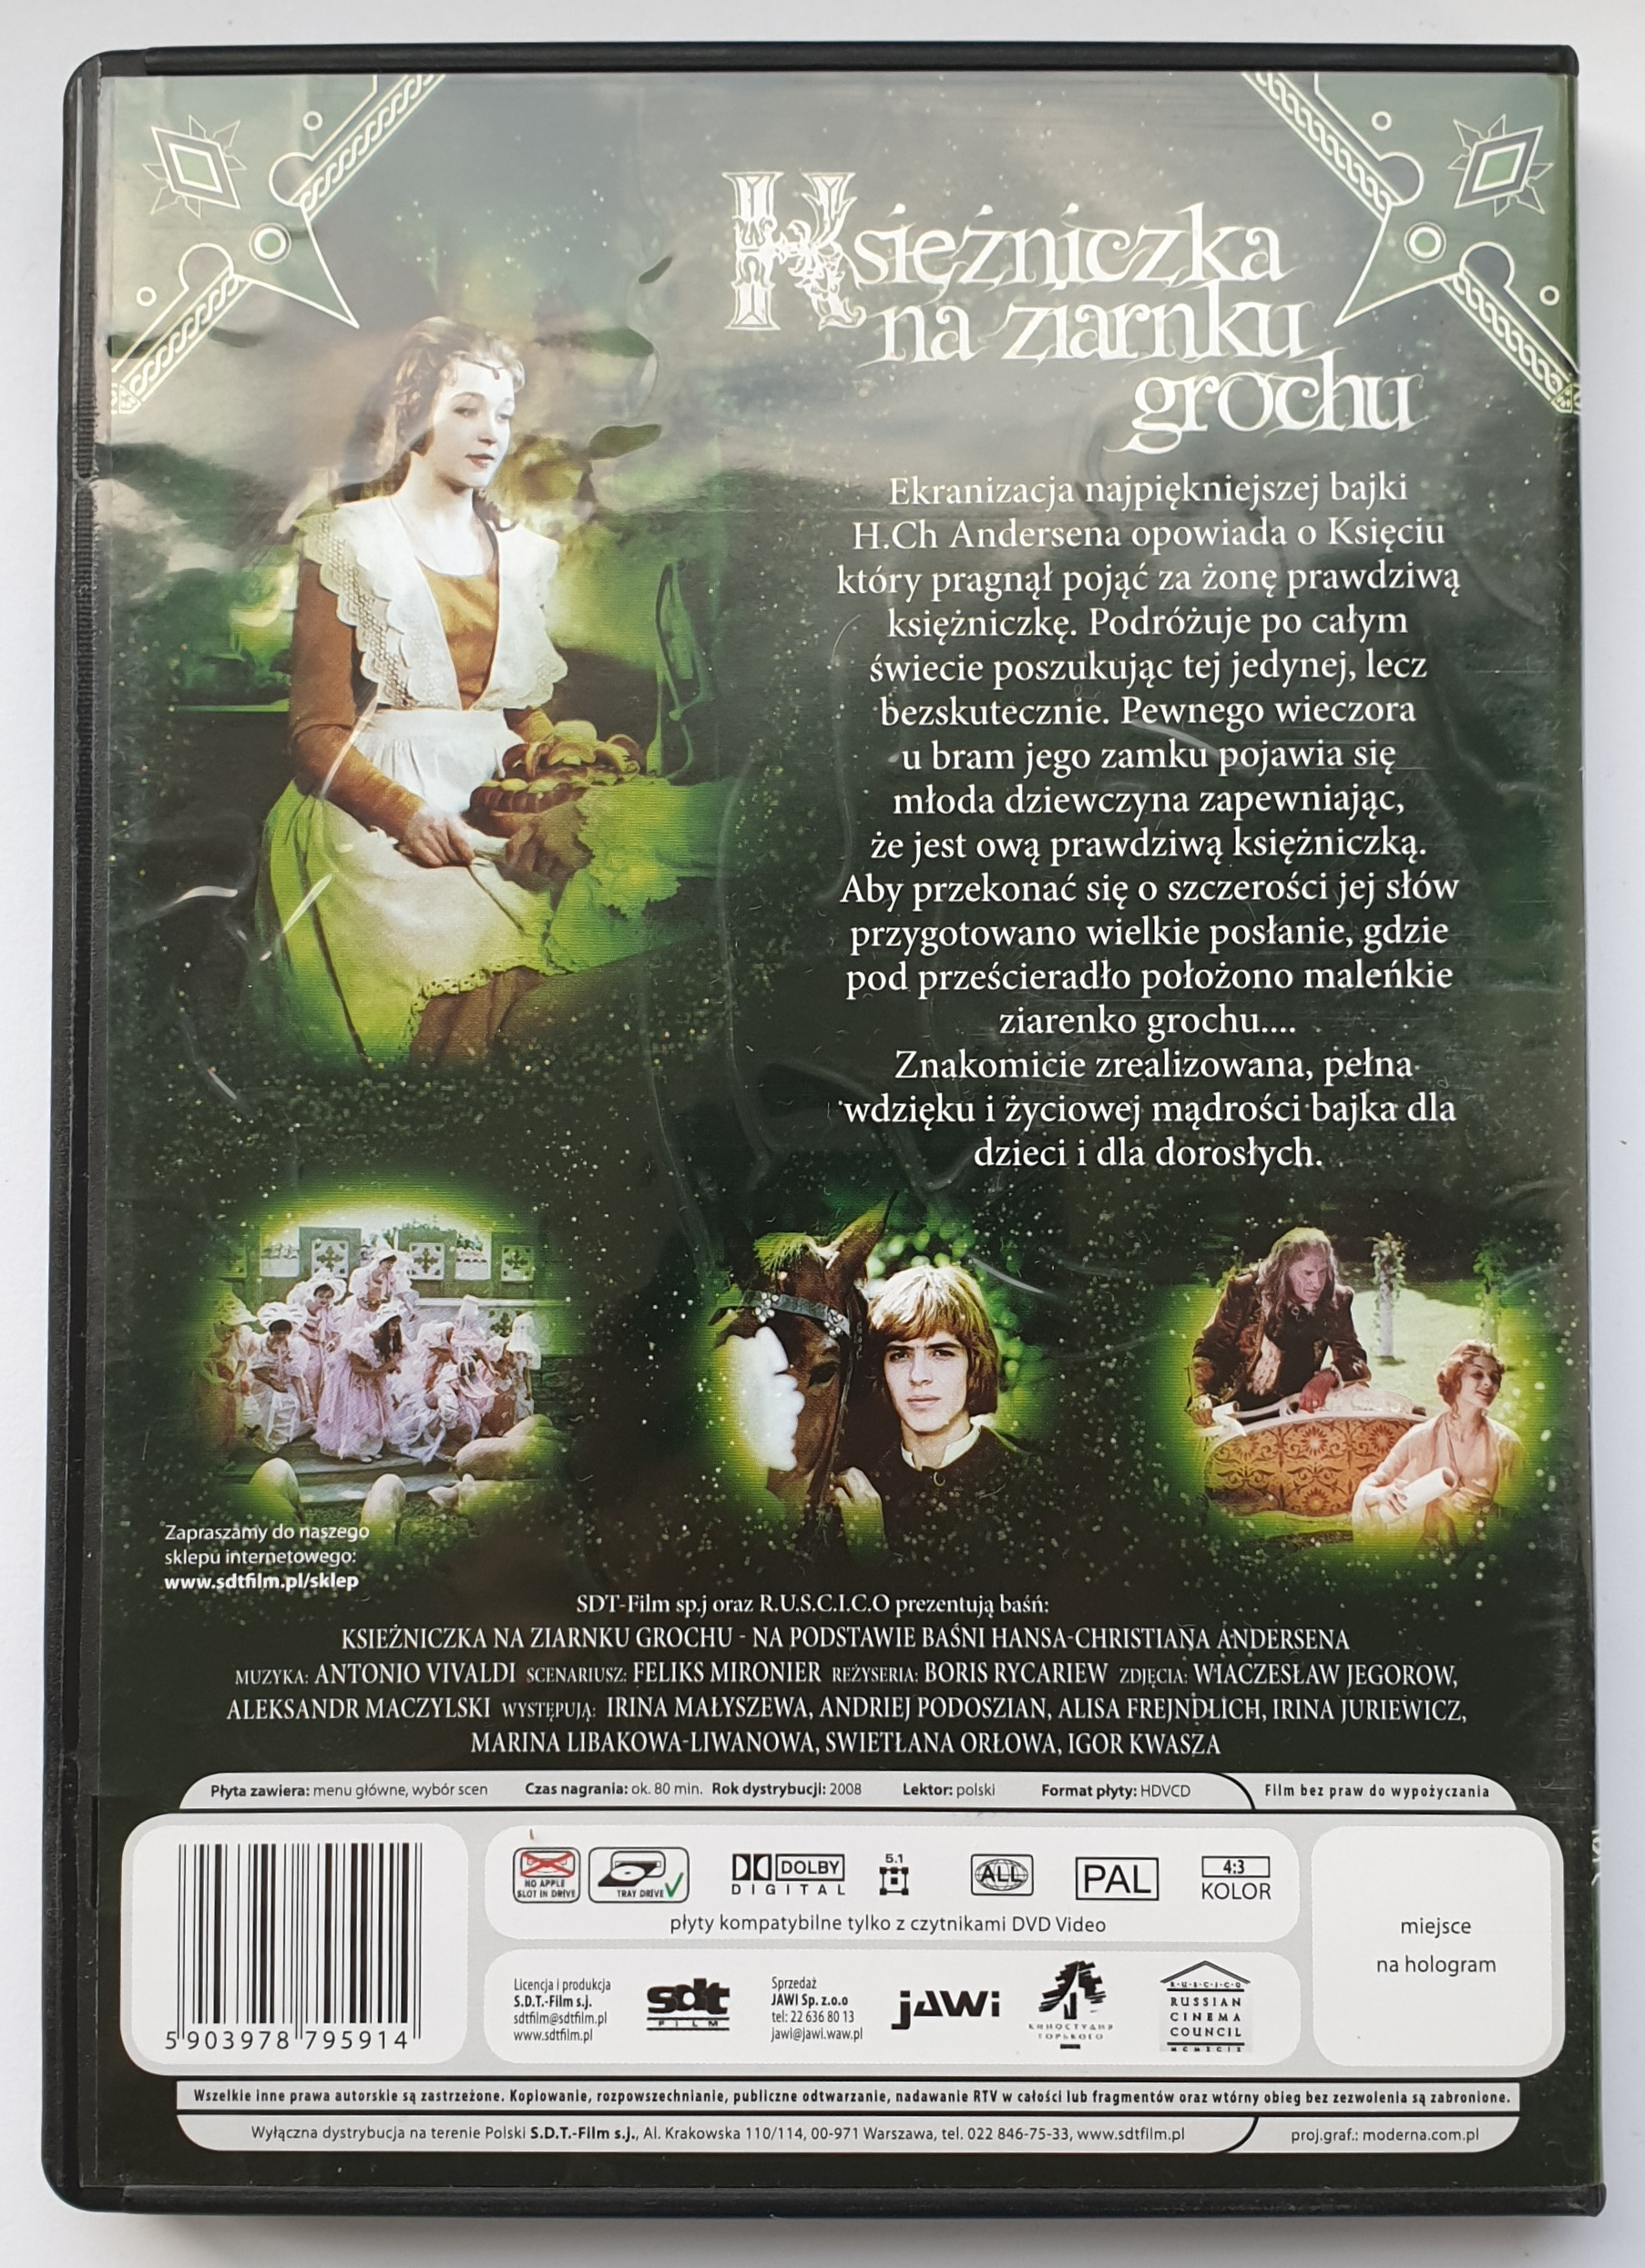 Księżniczka
na ziarnku
grochu
Ekranizacja najpiękniejszej bajki
H.Ch Andersena opowiada o Księciu
który pragnął pojąć za żonę prawdziwą
księżniczkę. Podróżuje po całym
świecie poszukując tej jedynej, lecz
bezskutecznie. Pewnego wieczora
u bram jego zamku pojawia się
młoda dziewczyna zapewniając,
że jest ową prawdziwą księżniczką.
Aby przekonać się o szczerości jej słów
przygotowano wielkie posłanie, gdzie
pod prześcieradło położono maleńkie
ziarenko grochu....
Znakomicie zrealizowana, pełna
wdzięku i życiowej mądrości bajka dla
dzieci i dla dorosłych.
Zapraszamy do naszego
sklepu internetowego:
www.sdtfilm.pl/sklep
SDT-Film sp.j oraz R.U.S.C.I.C.O prezentują baśń:
KSIEŻNICZKA NA ZIARNKU GROCHU - NA PODSTAWIE BAŚNI HANSA-CHRISTIANA ANDERSENA
MUZYKA: ANTONIO VIVALDI SCENARIUSZ: FELIKS MIRONIER REŻYSERIA: BORIS RYCARIEW ZDJĘCIA: WIACZESŁAW JEGOROW,
ALEKSANDR MACZYLSKI WYSTĘPUJĄ: IRINA MAŁYSZEWA, ANDRIEJ PODOSZIAN, ALISA FREJNDLICH, IRINA JURIEWICZ,
MARINA LIBAKOWA-LIWANOWA, SWIETŁANA ORŁOWA, IGOR KWASZA
Płyta zawiera: menu główne, wybór scen Czas nagrania: ok. 80 min. Rok dystrybucji: 2008 Lektor: polski Format płyty: HDVCD Film bez praw do wypożyczania
NO APPLE
SLOT IN DRIVE
TRAY DRIVE
DOLBY
DIGITAL
5.1
ALL
PAL
4:3
KOLOR
płyty kompatybilne tylko z czytnikami DVD Video
miejsce
na hologram
5 903978 795914
Licencja i produkcja
S.D.T.-Film s.j.
sdtfilm@sdtfilm.pl
www.sdtfilm.pl
sdt
FILM
Sprzedaż
JAWI Sp. z.o.o
tel: 22 636 80 13
jawi@jawi.waw.pl
jAWi
КИНОСТУДИЯ
ГОРЬКОГО
R·U·S·C·I·C·O
RUSSIAN
CINEMA
COUNCIL
Wszelkie inne prawa autorskie są zastrzeżone. Kopiowanie, rozpowszechnianie, publiczne odtwarzanie, nadawanie RTV w całości lub fragmentów oraz wtórny obieg bez zezwolenia są zabronione.
Wyłączna dystrybucja na terenie Polski S.D.T.-Film s.j., Al. Krakowska 110/114, 00-971 Warszawa, tel. 022 846-75-33, www.sdtfilm.pl proj.graf.: moderna.com.pl